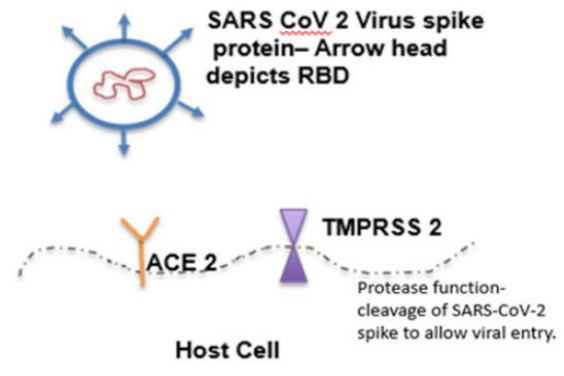 SARS CoV 2 Virus spike
protein– Arrow head
depicts RBD
TMPRSS 2
ACE 2
Protease function-
cleavage of SARS-CoV-2
spike to allow viral entry.
Host Cell